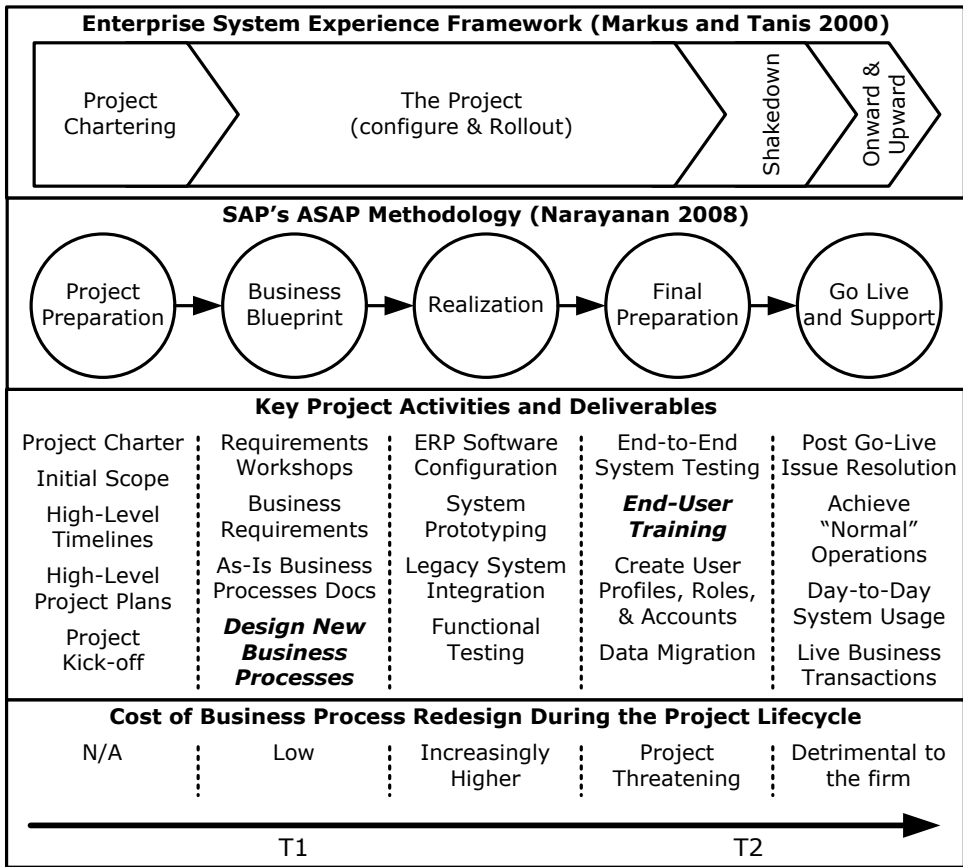 Enterprise System Experience Framework (Markus and Tanis 2000)
Project
Chartering
The Project
(configure & Rollout)
Shakedown
Onward &
Upward
SAP's ASAP Methodology (Narayanan 2008)
Project
Preparation
Business
Blueprint
Realization
Final
Preparation
Go Live
and Support
Key Project Activities and Deliverables
Project Charter
Initial Scope
High-Level
Timelines
High-Level
Project Plans
Project
Kick-off
Requirements
Workshops
Business
Requirements
As-Is Business
Processes Docs
Design New
Business
Processes
ERP Software
Configuration
System
Prototyping
Legacy System
Integration
Functional
Testing
End-to-End
System Testing
End-User
Training
Create User
Profiles, Roles,
& Accounts
Data Migration
Post Go-Live
Issue Resolution
Achieve
“Normal”
Operations
Day-to-Day
System Usage
Live Business
Transactions
Cost of Business Process Redesign During the Project Lifecycle
N/A
Low
Increasingly
Higher
Project
Threatening
Detrimental to
the firm
T1
T2